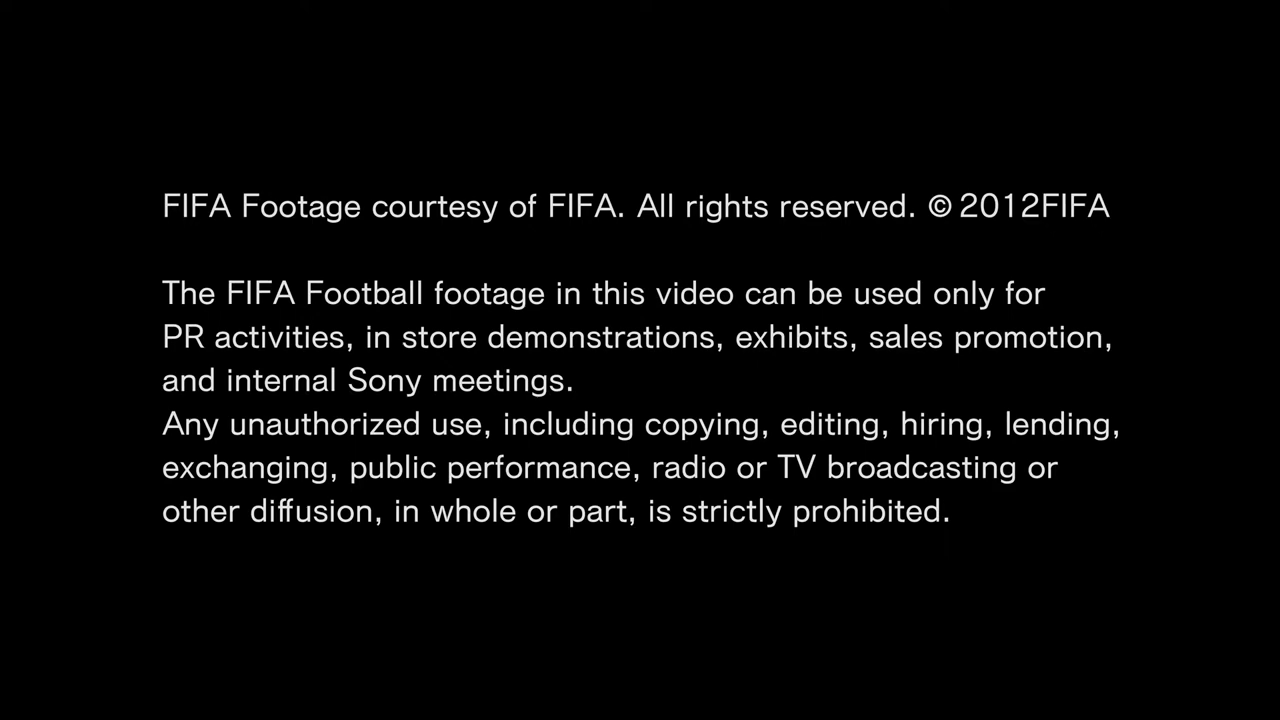 FIFA Footage courtesy of FIFA. All rights reserved. © 2012FIFA
The FIFA Football footage in this video can be used only for
PR activities, in store demonstrations, exhibits, sales promotion,
and internal Sony meetings.
Any unauthorized use, including copying, editing, hiring, lending,
exchanging, public performance, radio or TV broadcasting or
other diffusion, in whole or part, is strictly prohibited.